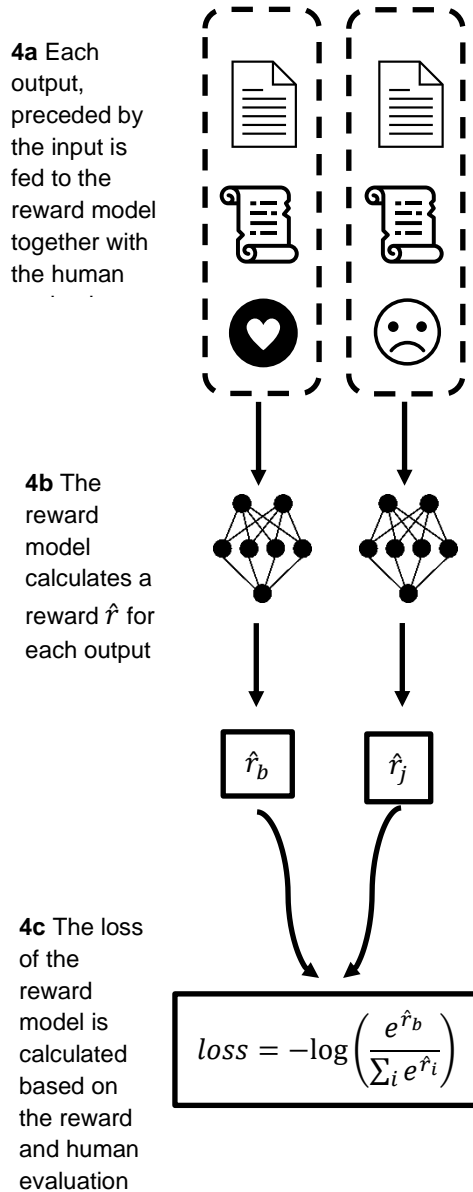 4a Each
output,
preceded by
the input is
fed to the
reward model
together with
the human
4b The
reward
model
calculates a
reward r̂ for
each output
r̂_b
r̂_j
4c The loss
of the
reward
model is
calculated
based on
the reward
and human
evaluation
loss = −log(e^{r̂_b} / ∑_i e^{r̂_i})